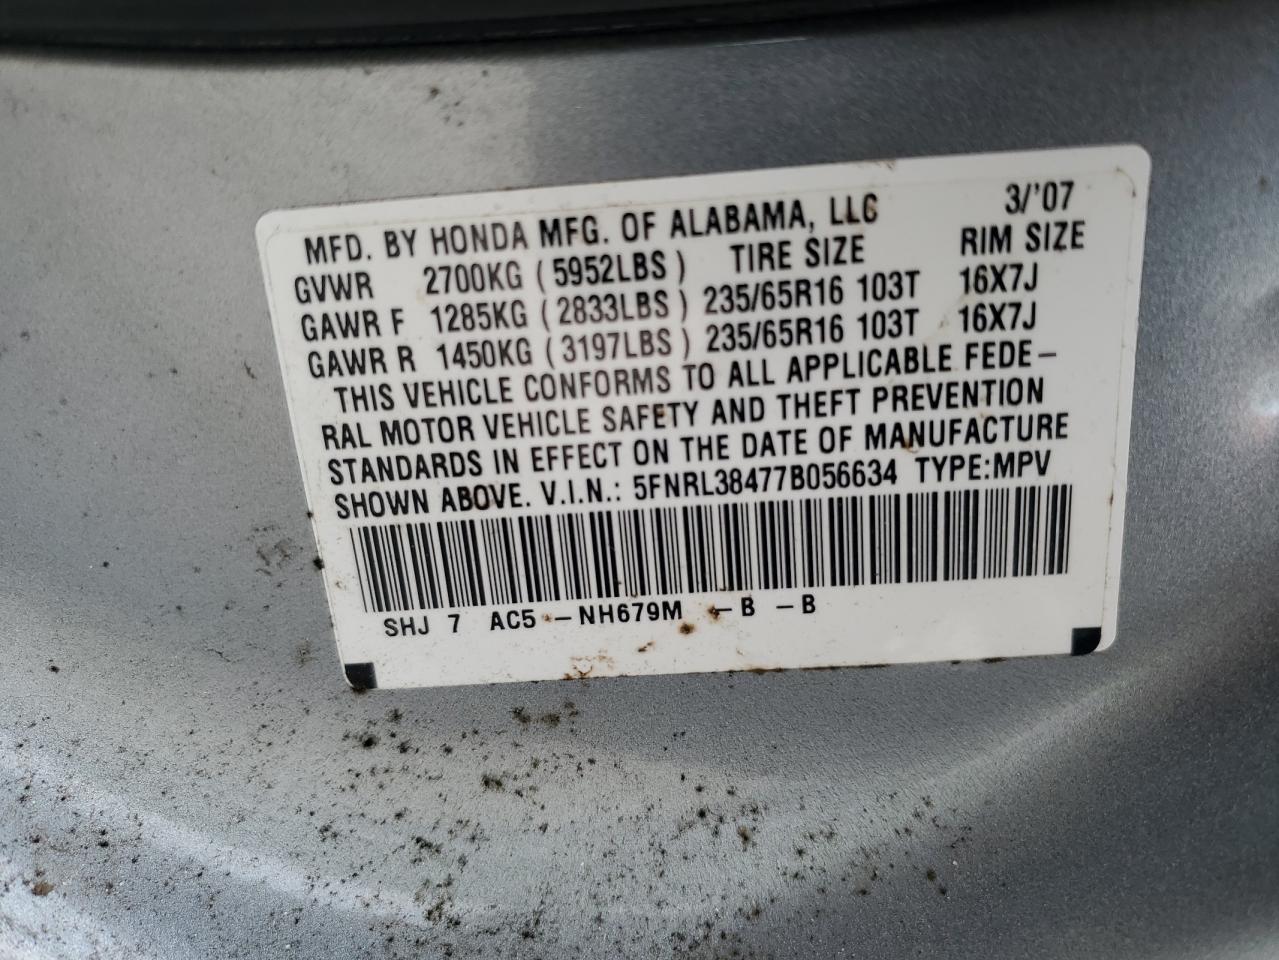 MFD. BY HONDA MFG. OF ALABAMA, LLC 3/'07
GVWR 2700KG (5952LBS) TIRE SIZE RIM SIZE
GAWR F 1285KG (2833LBS) 235/65R16 103T 16X7J
GAWR R 1450KG (3197LBS) 235/65R16 103T 16X7J
THIS VEHICLE CONFORMS TO ALL APPLICABLE FEDE-
RAL MOTOR VEHICLE SAFETY AND THEFT PREVENTION
STANDARDS IN EFFECT ON THE DATE OF MANUFACTURE
SHOWN ABOVE. V.I.N.: 5FNRL38477B056634 TYPE:MPV
SHJ 7 AC5 -NH679M -B -B